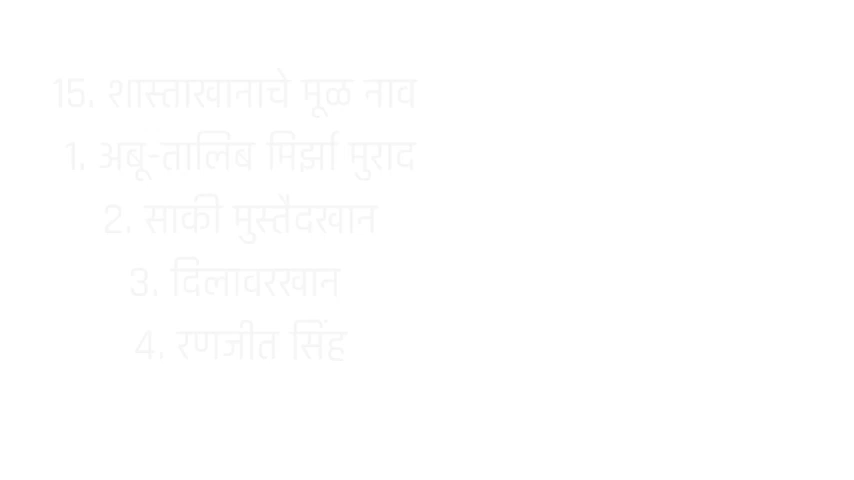 15. शास्ताखानाचे मूळ नाव
1. अबू-तालिब मिर्झा मुराद
2. साकी मुस्तैदखान
3. दिलावरखान
4. रणजीत सिंह